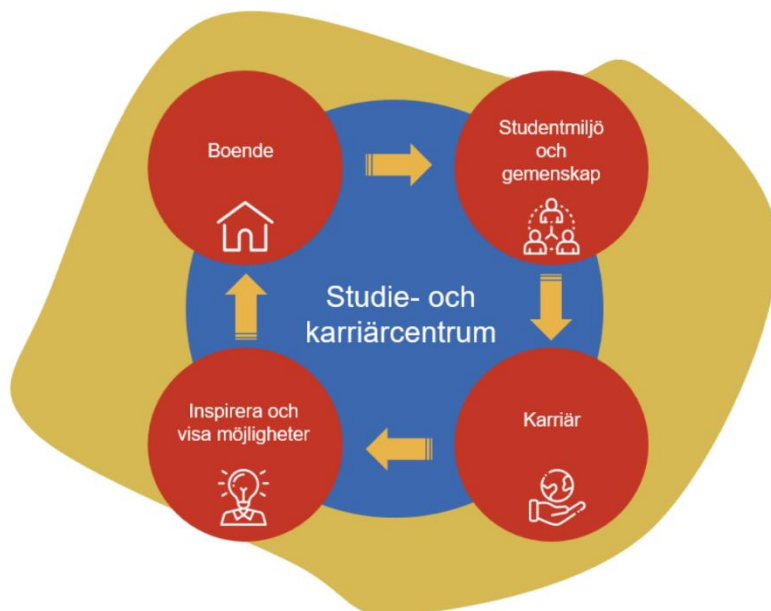 Boende
Studentmiljö
och
gemenskap
Studie- och
karriärcentrum
Inspirera och
visa möjligheter
Karriär